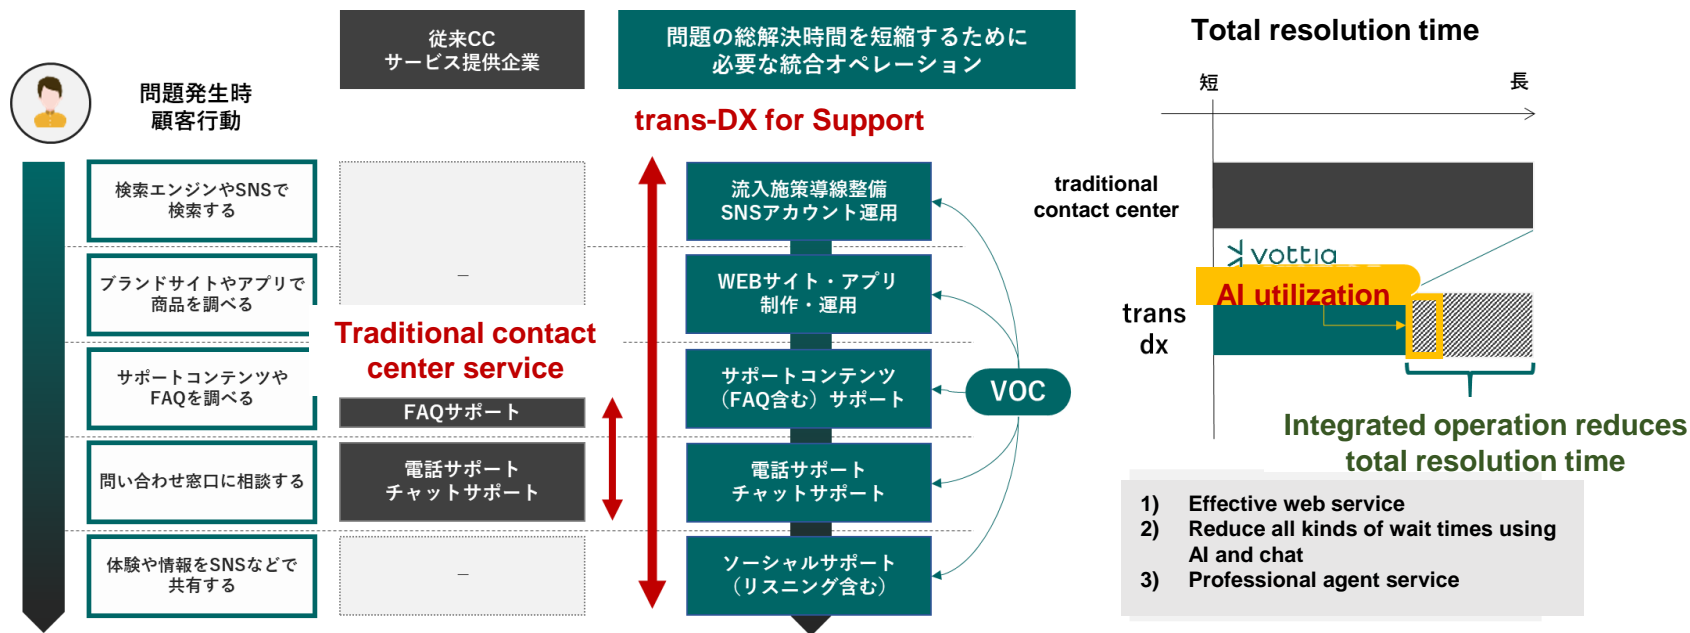 問題発生時
顧客行動
従来CC
サービス提供企業
問題の総解決時間を短縮するために
必要な統合オペレーション
trans-DX for Support
検索エンジンやSNSで
検索する
ブランドサイトやアプリで
商品を調べる
サポートコンテンツや
FAQを調べる
問い合わせ窓口に相談する
体験や情報をSNSなどで
共有する
–
Traditional contact
center service
FAQサポート
電話サポート
チャットサポート
–
流入施策導線整備
SNSアカウント運用
WEBサイト・アプリ
制作・運用
サポートコンテンツ
（FAQ含む）サポート
電話サポート
チャットサポート
ソーシャルサポート
（リスニング含む）
VOC
Total resolution time
短
長
traditional
contact center
vottia
AI utilization
trans
dx
Integrated operation reduces
total resolution time
1) Effective web service
2) Reduce all kinds of wait times using
AI and chat
3) Professional agent service